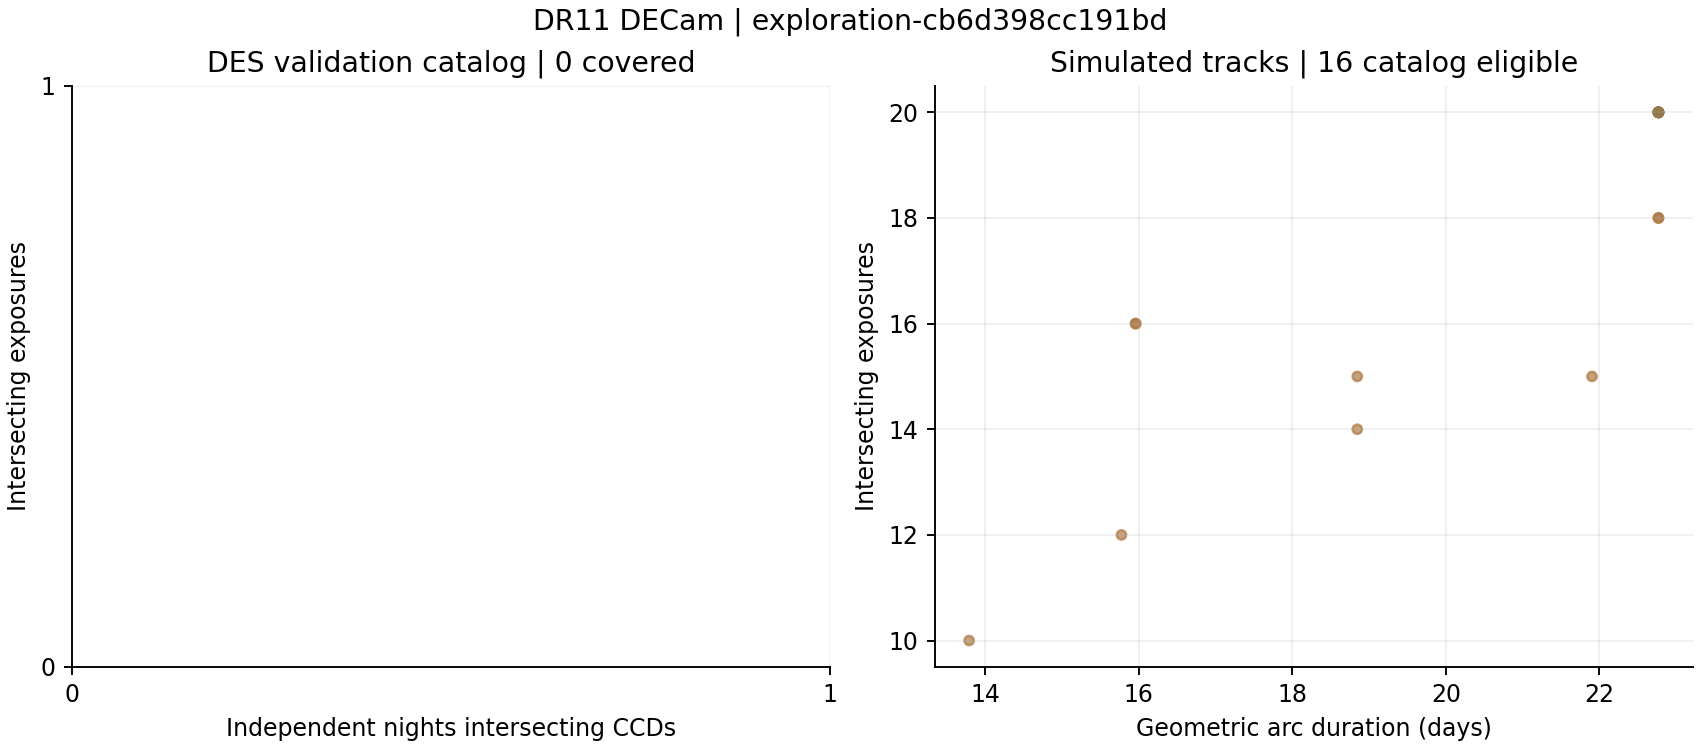 DR11 DECam | exploration-cb6d398cc191bd
DES validation catalog | 0 covered
1
0
0
1
Intersecting exposures
Independent nights intersecting CCDs
Simulated tracks | 16 catalog eligible
20
18
16
14
12
10
14
16
18
20
22
Intersecting exposures
Geometric arc duration (days)